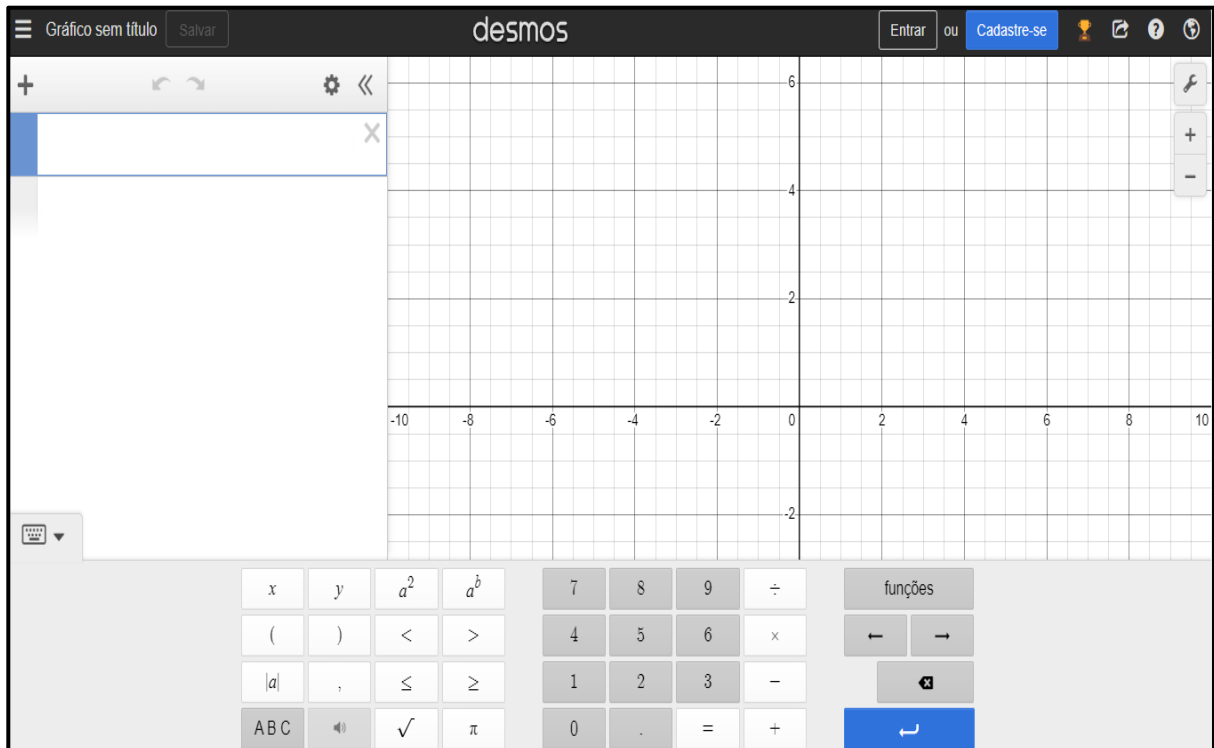 Gráfico sem título Salvar desmos Entrar ou Cadastre-se
6
4
2
-10 -8 -6 -4 -2 0 2 4 6 8 10
-2
x y a² aᵇ 7 8 9 ÷ funções
( ) < > 4 5 6 × ← →
|a| , ≤ ≥ 1 2 3 −
A B C √ π 0 . = +